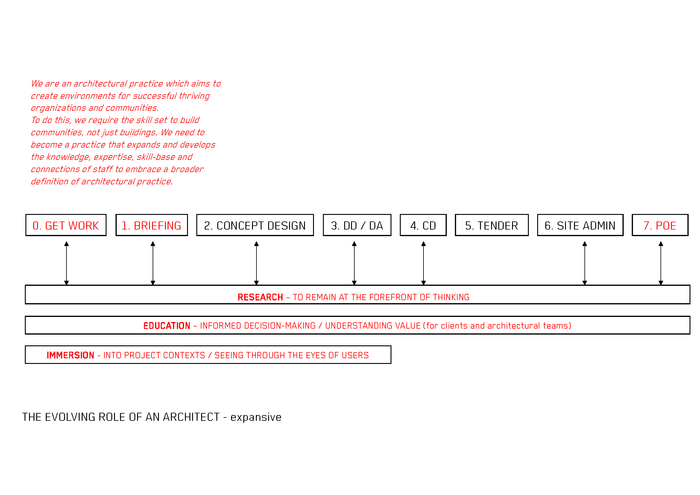 We are an architectural practice which aims to
create environments for successful thriving
organizations and communities.
To do this, we require the skill set to build
communities, not just buildings. We need to
become a practice that expands and develops
the knowledge, expertise, skill-base and
connections of staff to embrace a broader
definition of architectural practice.
0. GET WORK 1. BRIEFING 2. CONCEPT DESIGN 3. DD / DA 4. CD 5. TENDER 6. SITE ADMIN 7. POE
RESEARCH - TO REMAIN AT THE FOREFRONT OF THINKING
EDUCATION - INFORMED DECISION-MAKING / UNDERSTANDING VALUE (for clients and architectural teams)
IMMERSION - INTO PROJECT CONTEXTS / SEEING THROUGH THE EYES OF USERS
THE EVOLVING ROLE OF AN ARCHITECT - expansive